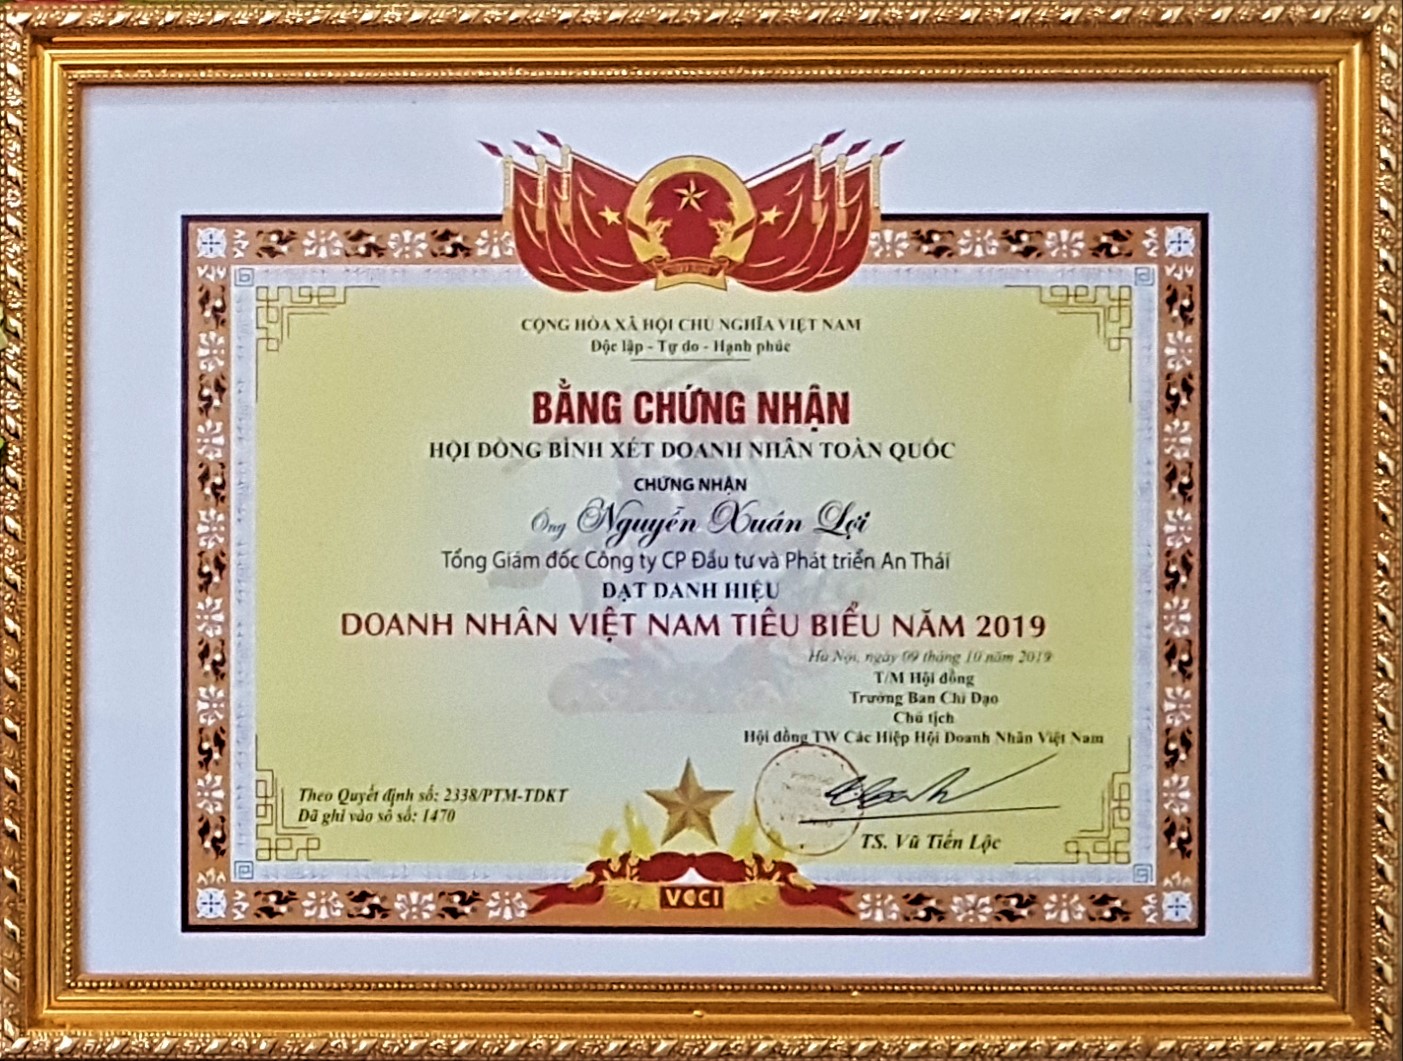 CỘNG HÒA XÃ HỘI CHỦ NGHĨA VIỆT NAM
Độc lập - Tự do - Hạnh phúc
BẰNG CHỨNG NHẬN
HỘI ĐỒNG BÌNH XÉT DOANH NHÂN TOÀN QUỐC
CHỨNG NHẬN
Ông Nguyễn Xuân Lợi
Tổng Giám đốc Công ty CP Đầu tư và Phát triển An Thái
ĐẠT DANH HIỆU
DOANH NHÂN VIỆT NAM TIÊU BIỂU NĂM 2019
Hà Nội, ngày 09 tháng 10 năm 2019
T/M Hội đồng
Trưởng Ban Chỉ Đạo
Chủ tịch
Hội đồng TW Các Hiệp Hội Doanh Nhân Việt Nam
Theo Quyết định số: 2338/PTM-TDKT
Đã ghi vào sổ số: 1470
TS. Vũ Tiến Lộc
VCCI